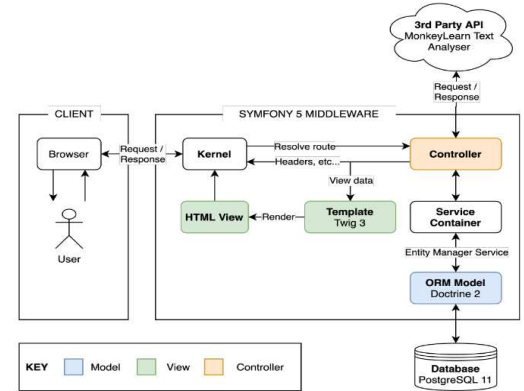 3rd Party API
MonkeyLearn Text
Analyser
Request /
Response
CLIENT
SYMFONY 5 MIDDLEWARE
Browser
Request /
Response
Kernel
Resolve route
Headers, etc...
Controller
View data
HTML View
Render
Template
Twig 3
Service
Container
User
Entity Manager Service
ORM Model
Doctrine 2
KEY
Model
View
Controller
Database
PostgreSQL 11